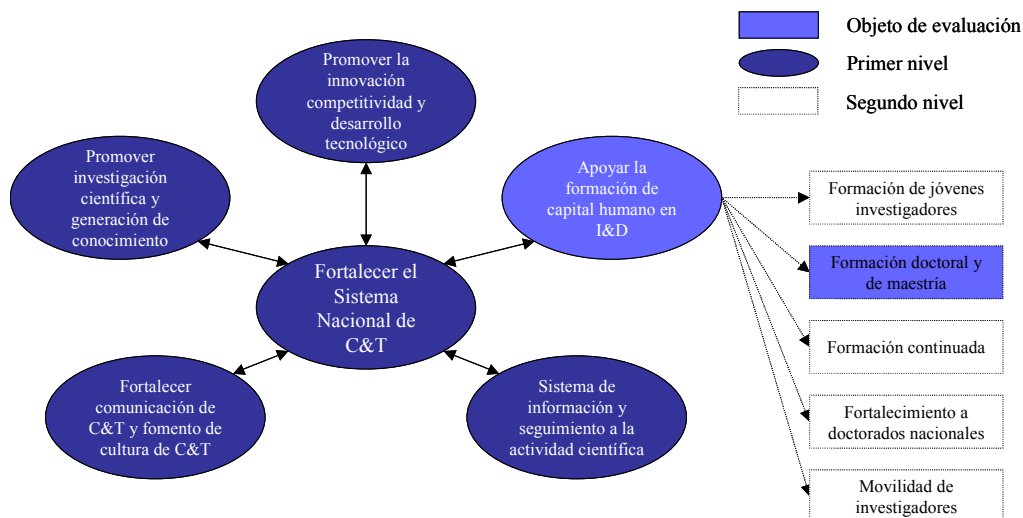 Objeto de evaluación
Primer nivel
Segundo nivel
Promover la
innovación
competitividad y
desarrollo
tecnológico
Promover
investigación
científica y
generación de
conocimiento
Apoyar la
formación de
capital humano en
I&D
Fortalecer el
Sistema
Nacional de
C&T
Fortalecer
comunicación de
C&T y fomento de
cultura de C&T
Sistema de
información y
seguimiento a la
actividad científica
Formación de jóvenes
investigadores
Formación doctoral y
de maestría
Formación continuada
Fortalecimiento a
doctorados nacionales
Movilidad de
investigadores